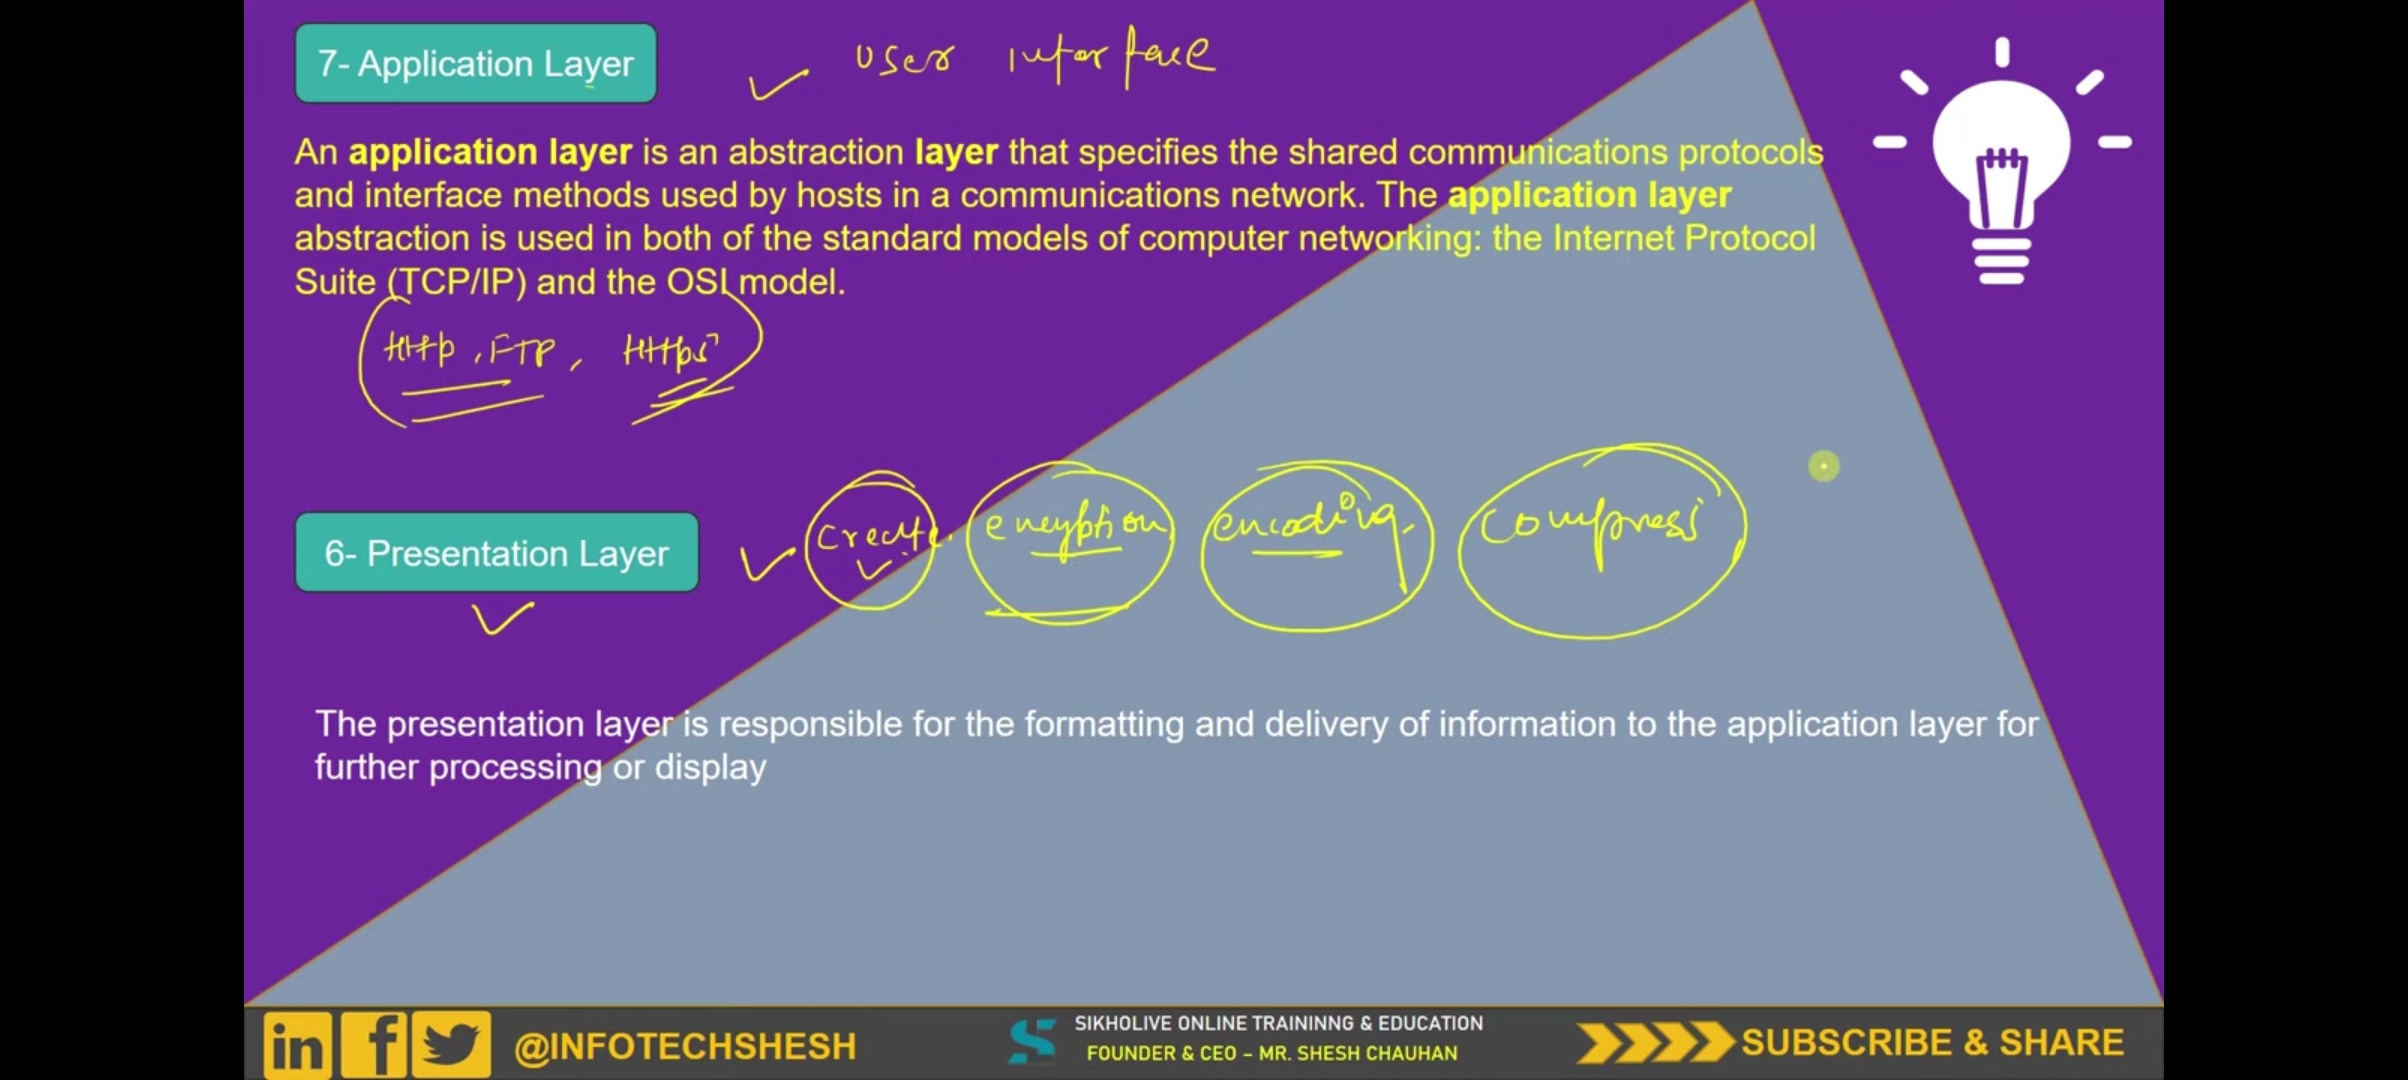 7- Application Layer
User interface
An application layer is an abstraction layer that specifies the shared communications protocols
and interface methods used by hosts in a communications network. The application layer
abstraction is used in both of the standard models of computer networking: the Internet Protocol
Suite (TCP/IP) and the OSI model.
Http, FTP, HTTps
6- Presentation Layer
Create. encyption, encoding, compress
The presentation layer is responsible for the formatting and delivery of information to the application layer for
further processing or display
in f @INFOTECHSHESH
S SIKHOLIVE ONLINE TRAININNG & EDUCATION
FOUNDER & CEO – MR. SHESH CHAUHAN
SUBSCRIBE & SHARE